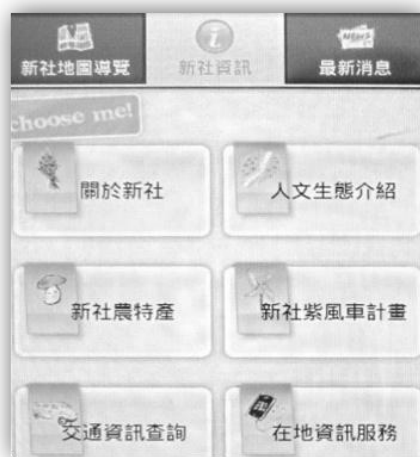 新社地圖導覽
新社資訊
NEWS
最新消息
choose me!
關於新社
人文生態介紹
新社農特產
新社紫風車計畫
交通資訊查詢
在地資訊服務